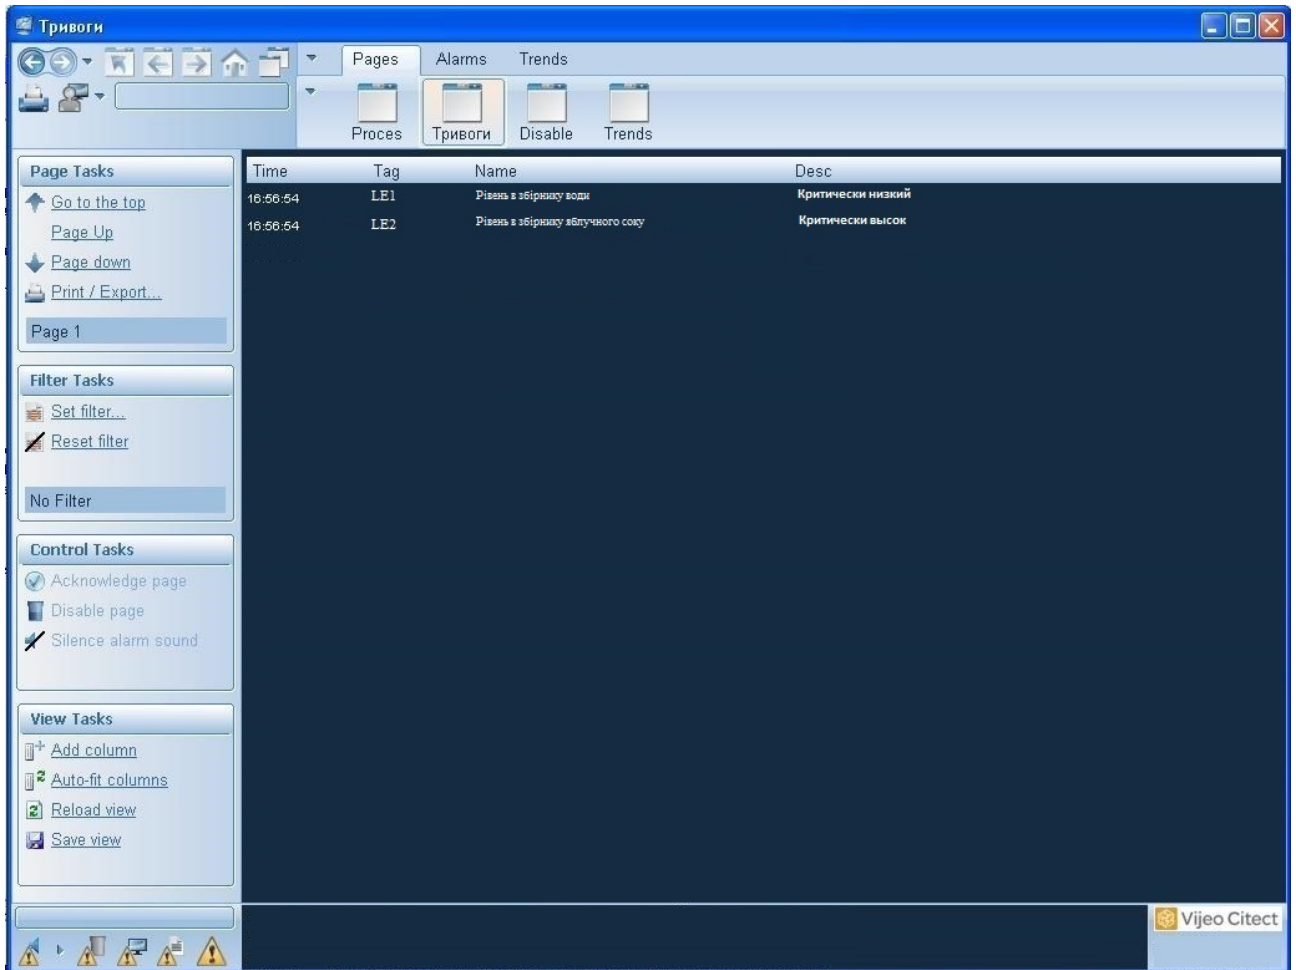 Тривоги
Pages Alarms Trends
Proces Тривоги Disable Trends
Page Tasks
Go to the top
Page Up
Page down
Print / Export...
Page 1
Filter Tasks
Set filter...
Reset filter
No Filter
Control Tasks
Acknowledge page
Disable page
Silence alarm sound
View Tasks
Add column
Auto-fit columns
Reload view
Save view
Time Tag Name Desc
16:56:54 LE1 Рівень в збірнику води Критически низкий
16:56:54 LE2 Рівень в збірнику яблучного соку Критически высок
Vijeo Citect